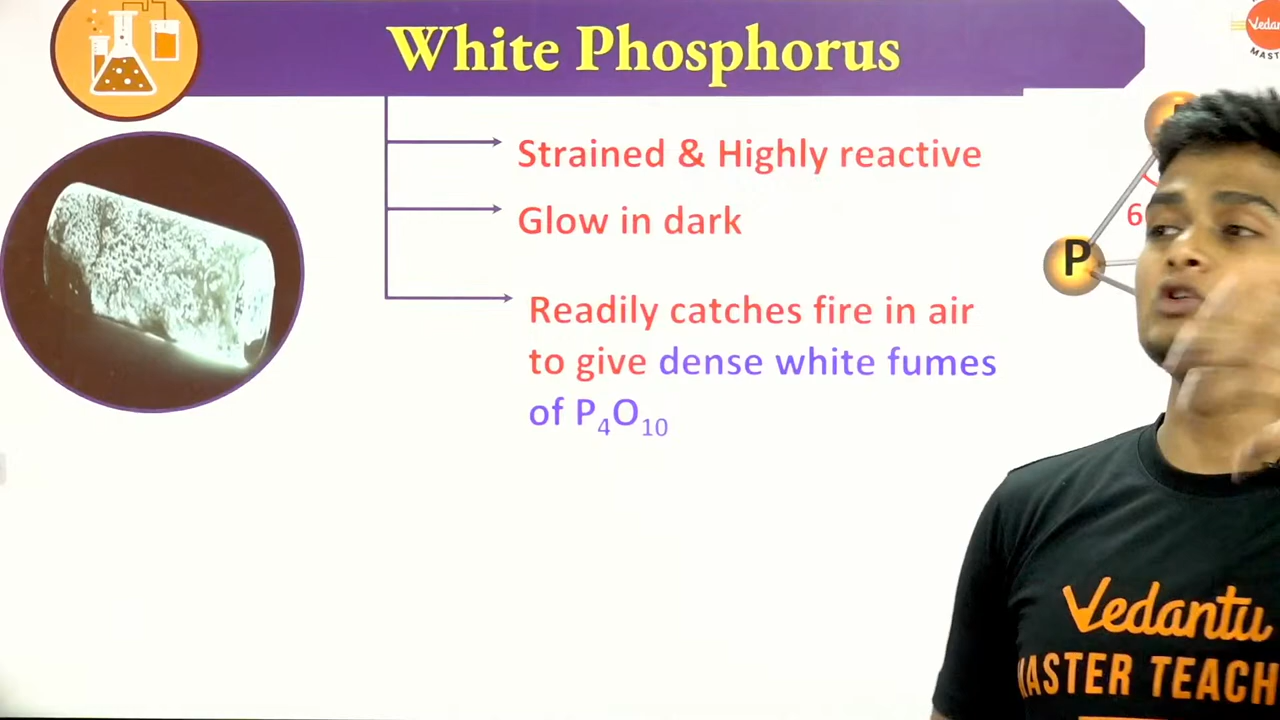 White Phosphorus
Strained & Highly reactive
Glow in dark
6
P
Readily catches fire in air
to give dense white fumes
of P₄O₁₀
Vedantu
MASTER